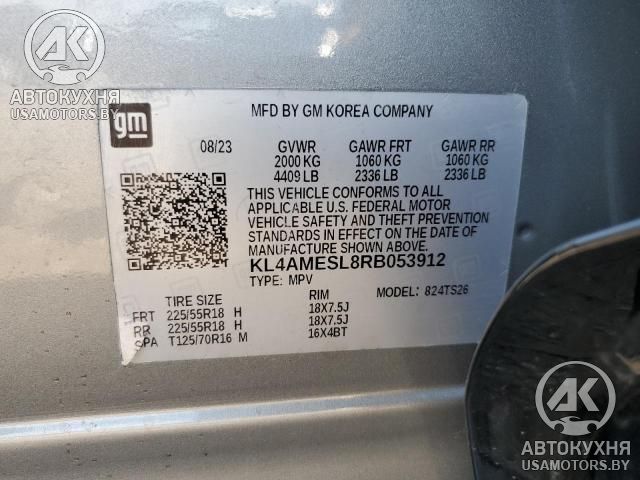 AK
АВТОКУХНЯ
USAMOTORS.BY
gm
MFD BY GM KOREA COMPANY
08/23 GVWR GAWR FRT GAWR RR
2000 KG 1060 KG 1060 KG
4409 LB 2336 LB 2336 LB
THIS VEHICLE CONFORMS TO ALL
APPLICABLE U.S. FEDERAL MOTOR
VEHICLE SAFETY AND THEFT PREVENTION
STANDARDS IN EFFECT ON THE DATE OF
MANUFACTURE SHOWN ABOVE.
KL4AMESL8RB053912
TYPE: MPV MODEL: 824TS26
TIRE SIZE RIM
FRT 225/55R18 H 18X7.5J
RR 225/55R18 H 18X7.5J
SPA T125/70R16 M 16X4BT
AK
АВТОКУХНЯ
USAMOTORS.BY